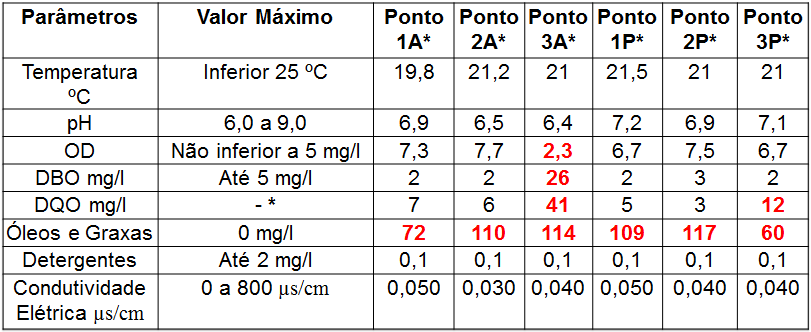 Parâmetros Valor Máximo Ponto 1A* Ponto 2A* Ponto 3A* Ponto 1P* Ponto 2P* Ponto 3P*
Temperatura ºC Inferior 25 ºC 19,8 21,2 21 21,5 21 21
pH 6,0 a 9,0 6,9 6,5 6,4 7,2 6,9 7,1
OD Não inferior a 5 mg/l 7,3 7,7 2,3 6,7 7,5 6,7
DBO mg/l Até 5 mg/l 2 2 26 2 3 2
DQO mg/l - * 7 6 41 5 3 12
Óleos e Graxas 0 mg/l 72 110 114 109 117 60
Detergentes Até 2 mg/l 0,1 0,1 0,1 0,1 0,1 0,1
Condutividade Elétrica µs/cm 0 a 800 µs/cm 0,050 0,030 0,040 0,050 0,040 0,040